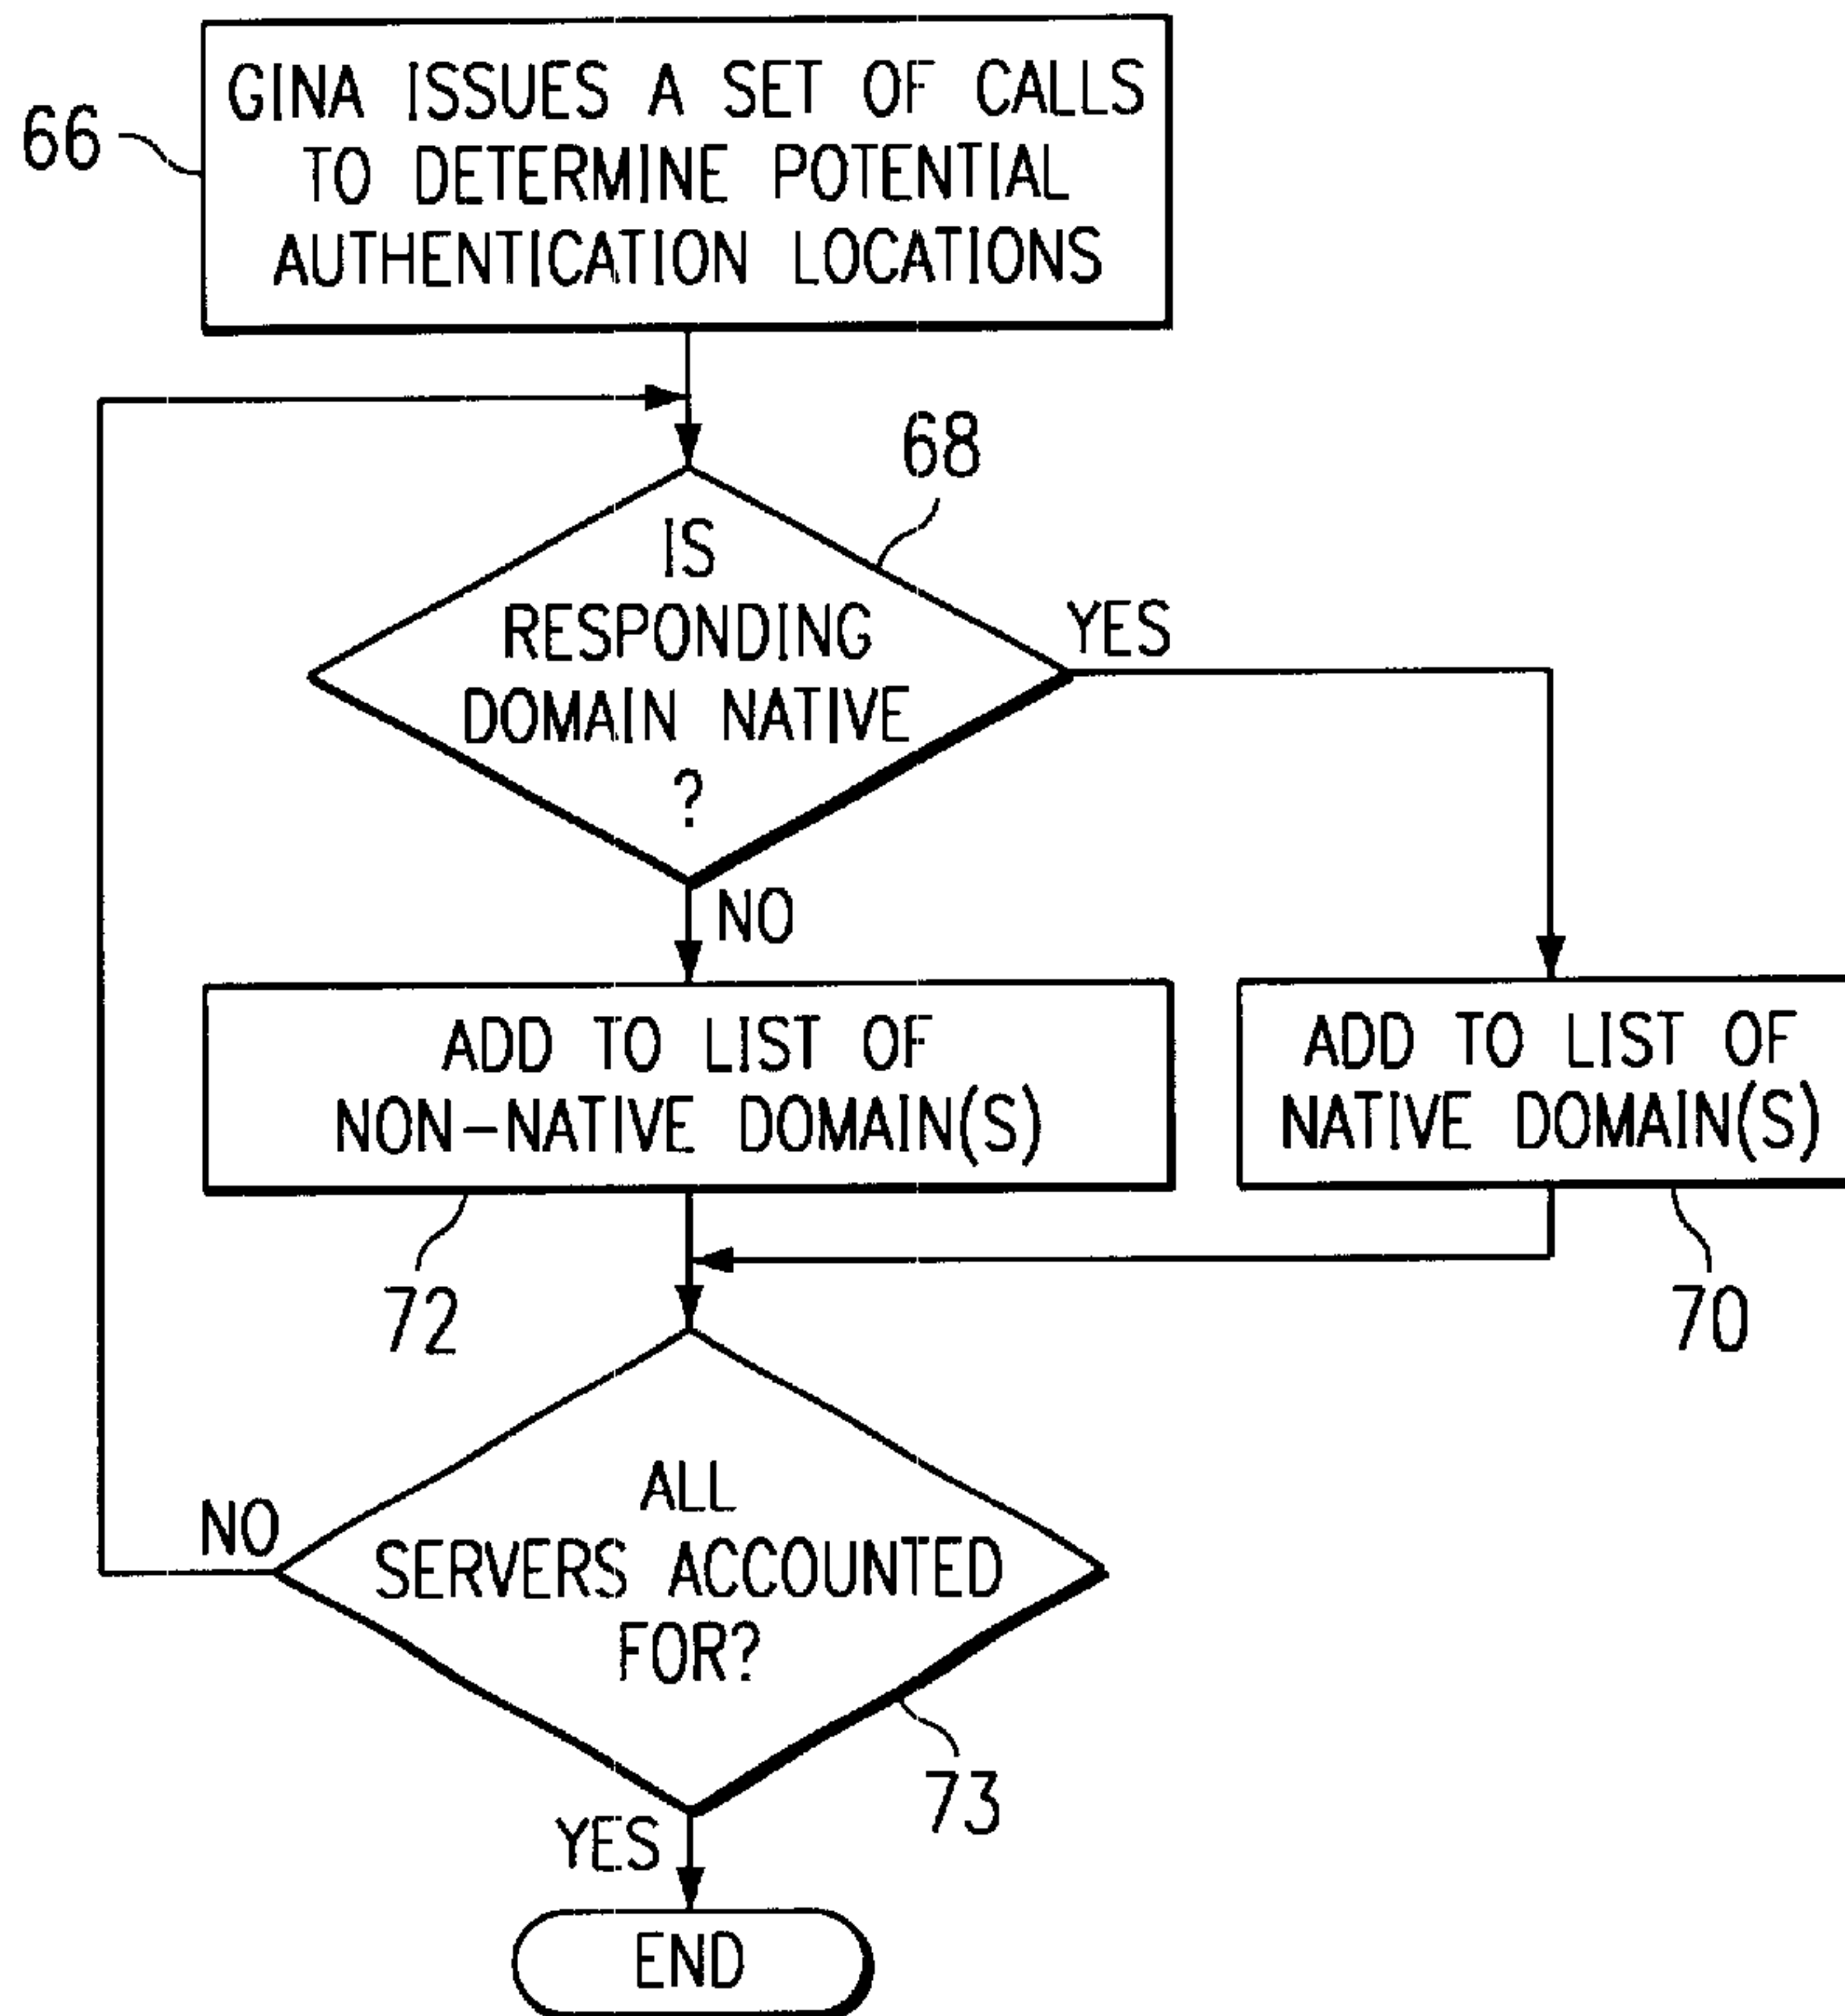 GINA ISSUES A SET OF CALLS
TO DETERMINE POTENTIAL
AUTHENTICATION LOCATIONS
66
68
IS
RESPONDING
DOMAIN NATIVE
?
YES
NO
ADD TO LIST OF
NON-NATIVE DOMAIN(S)
ADD TO LIST OF
NATIVE DOMAIN(S)
72
70
ALL
SERVERS ACCOUNTED
FOR?
NO
73
YES
END